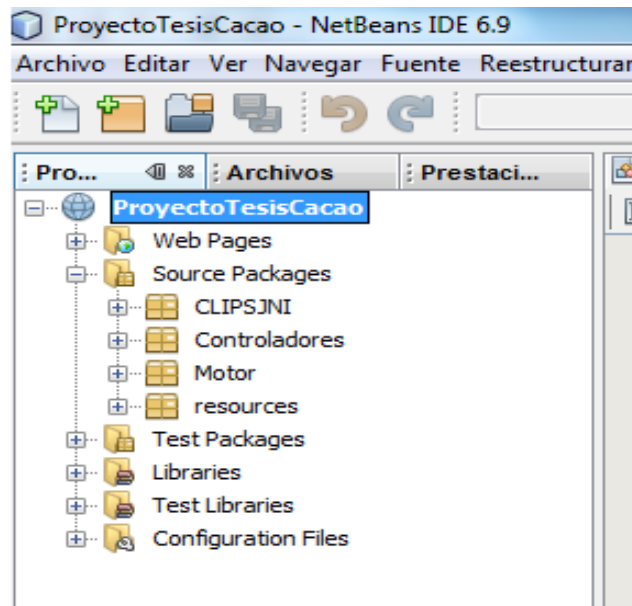 ProyectoTesisCacao - NetBeans IDE 6.9
Archivo Editar Ver Navegar Fuente Reestructurar
Pro... Archivos Prestaci...
ProyectoTesisCacao
Web Pages
Source Packages
CLIPSJNI
Controladores
Motor
resources
Test Packages
Libraries
Test Libraries
Configuration Files